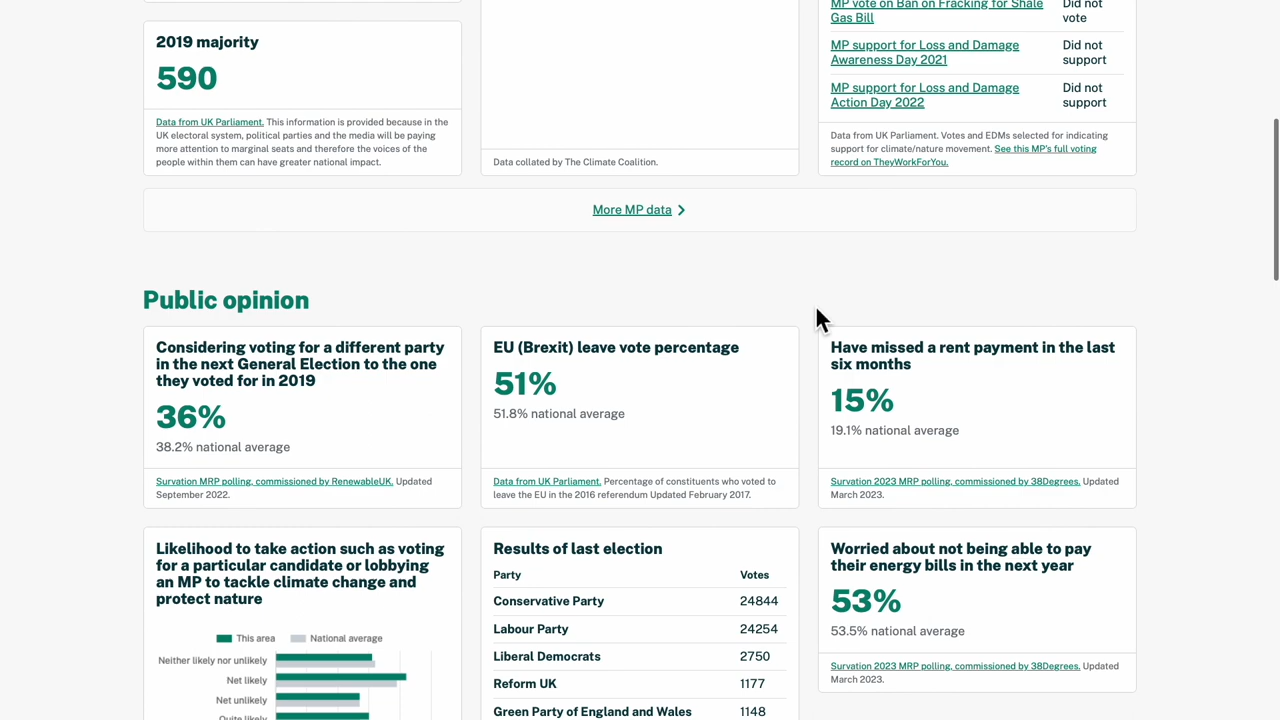 2019 majority
590
Data from UK Parliament. This information is provided because in the
UK electoral system, political parties and the media will be paying
more attention to marginal seats and therefore the voices of the
people within them can have greater national impact.
Data collated by The Climate Coalition.
MP vote on Ban on Fracking for Shale
Gas Bill
Did not
vote
MP support for Loss and Damage
Awareness Day 2021
Did not
support
MP support for Loss and Damage
Action Day 2022
Did not
support
Data from UK Parliament. Votes and EDMs selected for indicating
support for climate/nature movement. See this MP's full voting
record on TheyWorkForYou.
More MP data
Public opinion
Considering voting for a different party
in the next General Election to the one
they voted for in 2019
36%
38.2% national average
Survation MRP polling, commissioned by RenewableUK. Updated
September 2022.
EU (Brexit) leave vote percentage
51%
51.8% national average
Data from UK Parliament. Percentage of constituents who voted to
leave the EU in the 2016 referendum Updated February 2017.
Have missed a rent payment in the last
six months
15%
19.1% national average
Survation 2023 MRP polling, commissioned by 38Degrees. Updated
March 2023.
Likelihood to take action such as voting
for a particular candidate or lobbying
an MP to tackle climate change and
protect nature
This area
National average
Neither likely nor unlikely
Net likely
Net unlikely
Quite likely
Results of last election
Party Votes
Conservative Party 24844
Labour Party 24254
Liberal Democrats 2750
Reform UK 1177
Green Party of England and Wales 1148
Worried about not being able to pay
their energy bills in the next year
53%
53.5% national average
Survation 2023 MRP polling, commissioned by 38Degrees. Updated
March 2023.